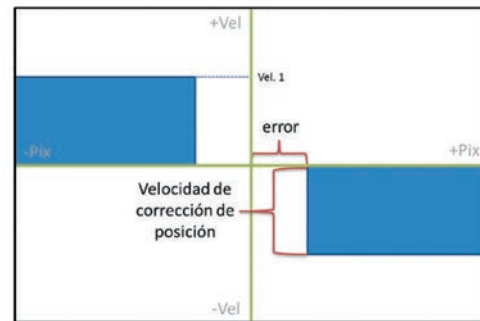 +Vel
Vel. 1
error
-Pix
+Pix
Velocidad de
corrección de
posición
-Vel